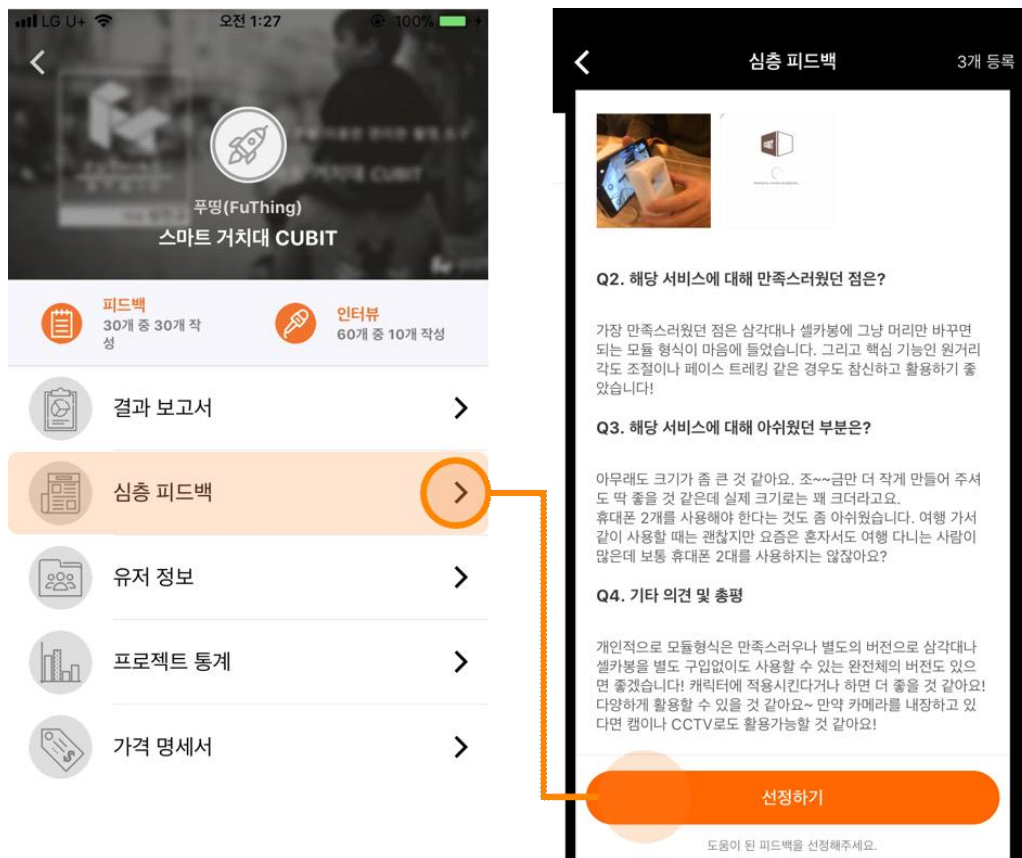 LG U+
오전 1:27
100%
푸띵(FuThing)
스마트 거치대 CUBIT
피드백
30개 중 30개 작
성
인터뷰
60개 중 10개 작성
결과 보고서
심층 피드백
유저 정보
프로젝트 통계
가격 명세서
심층 피드백
3개 등록
Q2. 해당 서비스에 대해 만족스러웠던 점은?
가장 만족스러웠던 점은 삼각대나 셀카봉에 그냥 머리만 바꾸면
되는 모듈 형식이 마음에 들었습니다. 그리고 핵심 기능인 원거리
각도 조절이나 페이스 트레킹 같은 경우도 참신하고 활용하기 좋
았습니다!
Q3. 해당 서비스에 대해 아쉬웠던 부분은?
아무래도 크기가 좀 큰 것 같아요. 조~~금만 더 작게 만들어 주셔
도 딱 좋을 것 같은데 실제 크기로는 꽤 크더라고요.
휴대폰 2개를 사용해야 한다는 것도 좀 아쉬웠습니다. 여행 가서
같이 사용할 때는 괜찮지만 요즘은 혼자서도 여행 다니는 사람이
많은데 보통 휴대폰 2대를 사용하지는 않잖아요?
Q4. 기타 의견 및 총평
개인적으로 모듈형식은 만족스러우나 별도의 버전으로 삼각대나
셀카봉을 별도 구입없이도 사용할 수 있는 완전체의 버전도 있으
면 좋겠습니다! 캐릭터에 적용시킨다거나 하면 더 좋을 것 같아요!
다양하게 활용할 수 있을 것 같아요~ 만약 카메라를 내장하고 있
다면 캠이나 CCTV로도 활용가능할 것 같아요!
선정하기
도움이 된 피드백을 선정해주세요.